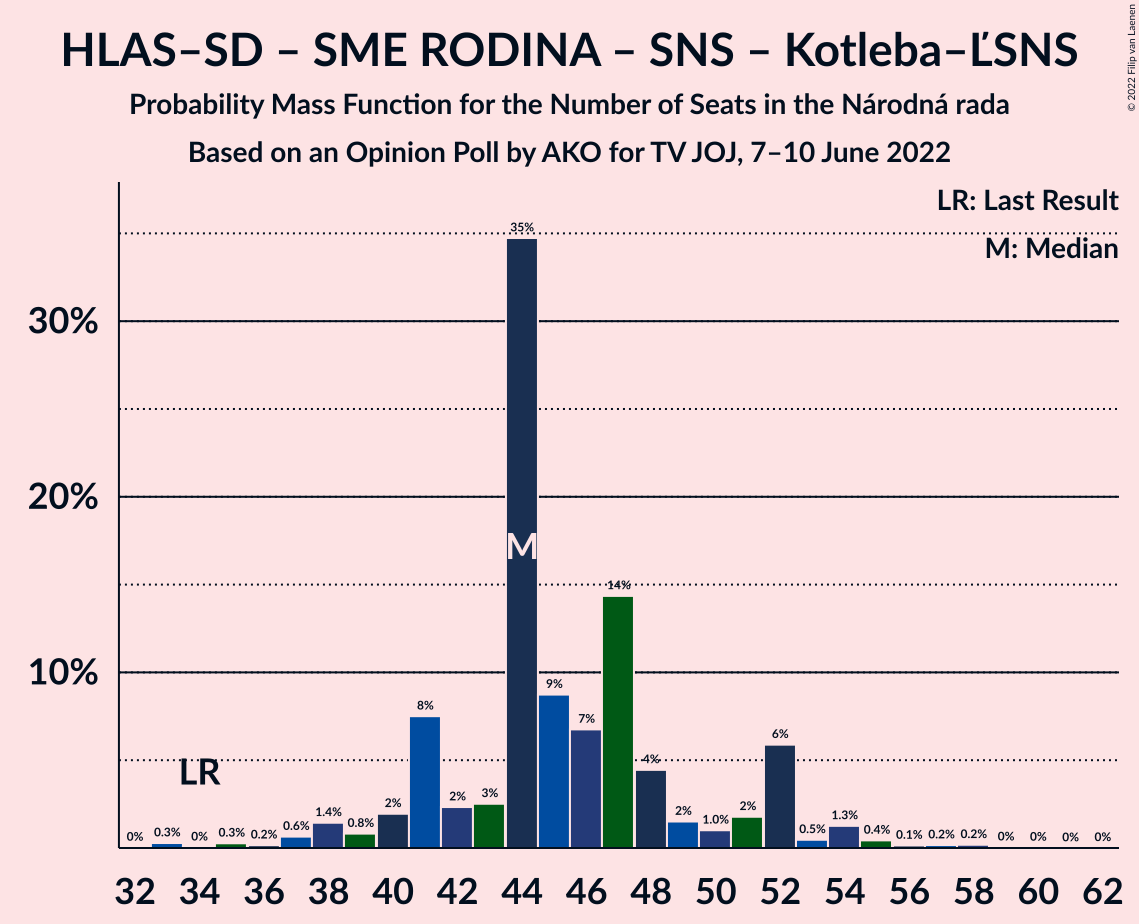 HLAS–SD – SME RODINA – SNS – Kotleba–ĽSNS
Probability Mass Function for the Number of Seats in the Národná rada
Based on an Opinion Poll by AKO for TV JOJ, 7–10 June 2022
© 2022 Filip van Laenen
LR: Last Result
M: Median
30%
20%
10%
LR
M
0% 0.3% 0% 0.3% 0.2% 0.6% 1.4% 0.8% 2% 8% 2% 3% 35% 9% 7% 14% 4% 2% 1.0% 2% 6% 0.5% 1.3% 0.4% 0.1% 0.2% 0.2% 0% 0% 0% 0%
32 34 36 38 40 42 44 46 48 50 52 54 56 58 60 62